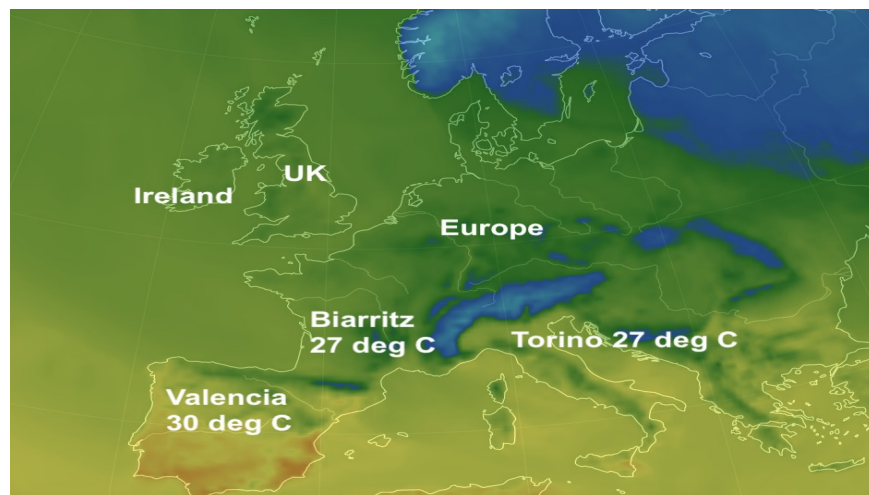 UK
Ireland
Europe
Biarritz
27 deg C
Torino 27 deg C
Valencia
30 deg C